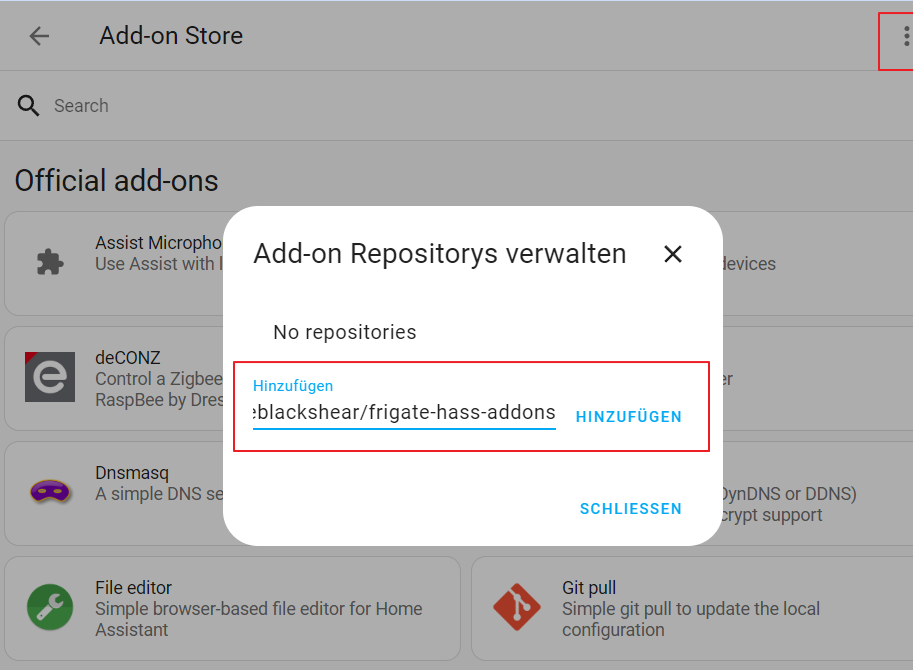 Add-on Store
Search
Official add-ons
Assist Micropho
Use Assist with
devices
Add-on Repositorys verwalten
No repositories
Hinzufügen
eblackshear/frigate-hass-addons
HINZUFÜGEN
SCHLIESSEN
deCONZ
Control a Zigbee
RaspBee by Dres
er
Dnsmasq
A simple DNS se
DynDNS or DDNS)
crypt support
File editor
Simple browser-based file editor for Home
Assistant
Git pull
Simple git pull to update the local
configuration